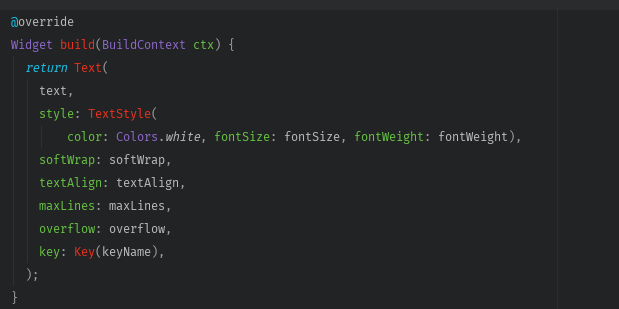 @override
Widget build(BuildContext ctx) {
return Text(
text,
style: TextStyle(
color: Colors.white, fontSize: fontSize, fontWeight: fontWeight),
softWrap: softWrap,
textAlign: textAlign,
maxLines: maxLines,
overflow: overflow,
key: Key(keyName),
);
}